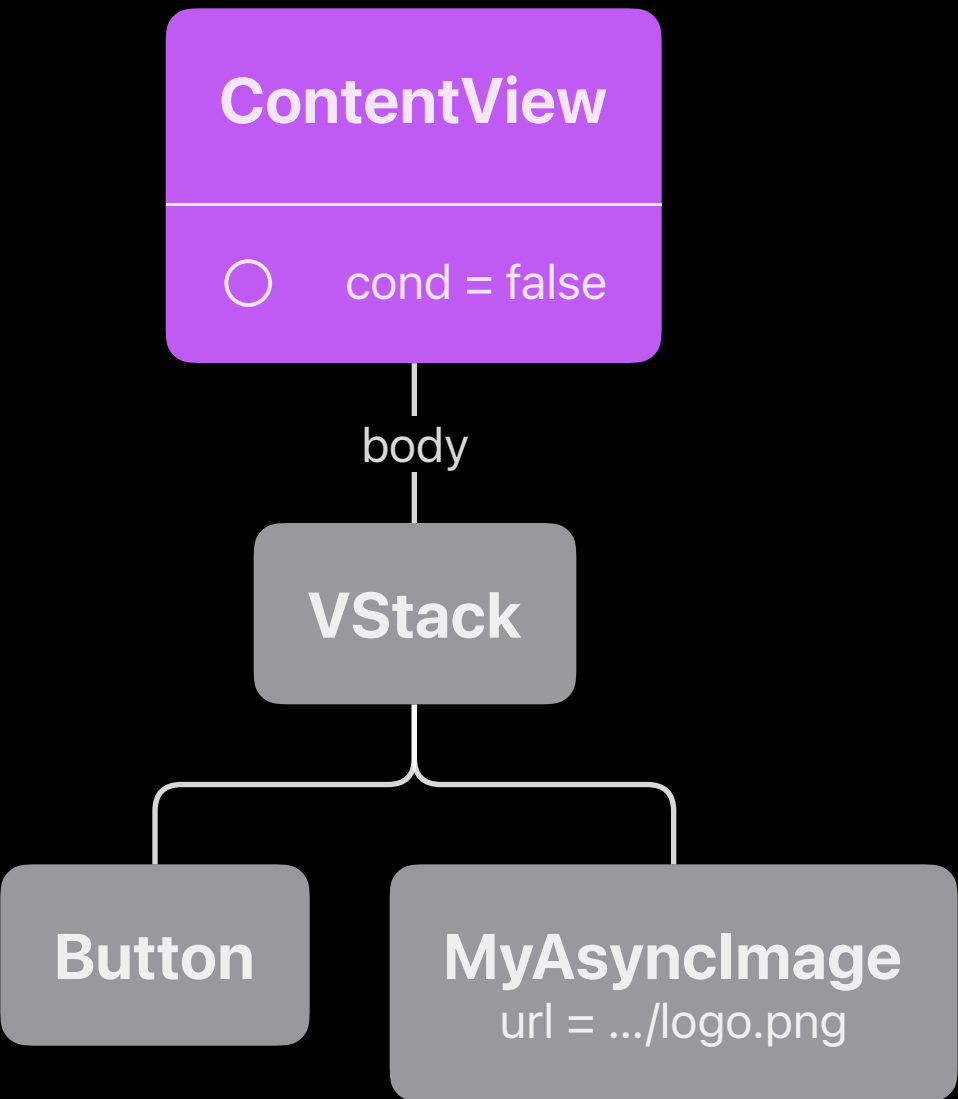 ContentView
cond = false
body
VStack
Button
MyAsyncImage
url = .../logo.png